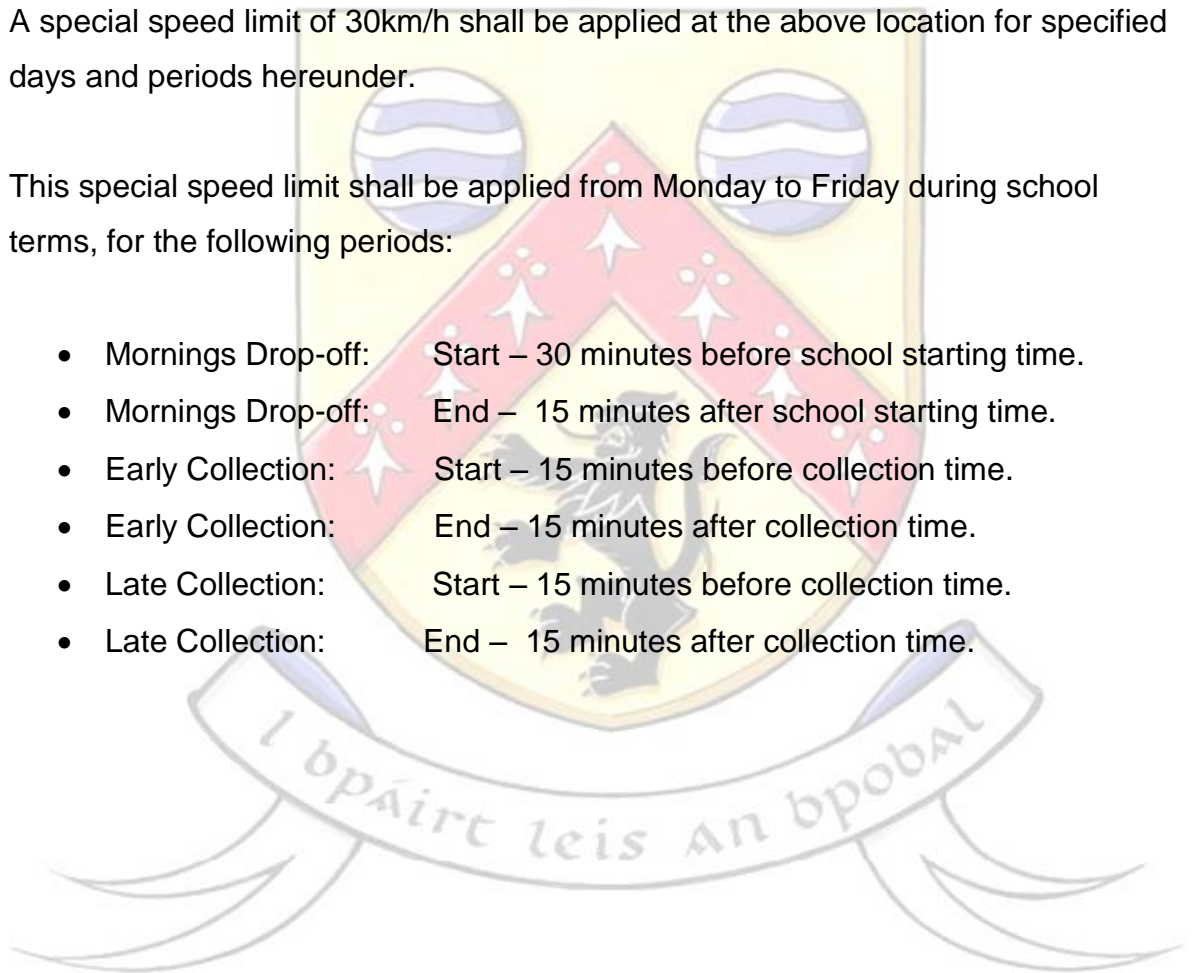 A special speed limit of 30km/h shall be applied at the above location for specified
days and periods hereunder.
This special speed limit shall be applied from Monday to Friday during school
terms, for the following periods:
• Mornings Drop-off: Start – 30 minutes before school starting time.
• Mornings Drop-off: End – 15 minutes after school starting time.
• Early Collection: Start – 15 minutes before collection time.
• Early Collection: End – 15 minutes after collection time.
• Late Collection: Start – 15 minutes before collection time.
• Late Collection: End – 15 minutes after collection time.
I bpáirt leis an bpobal